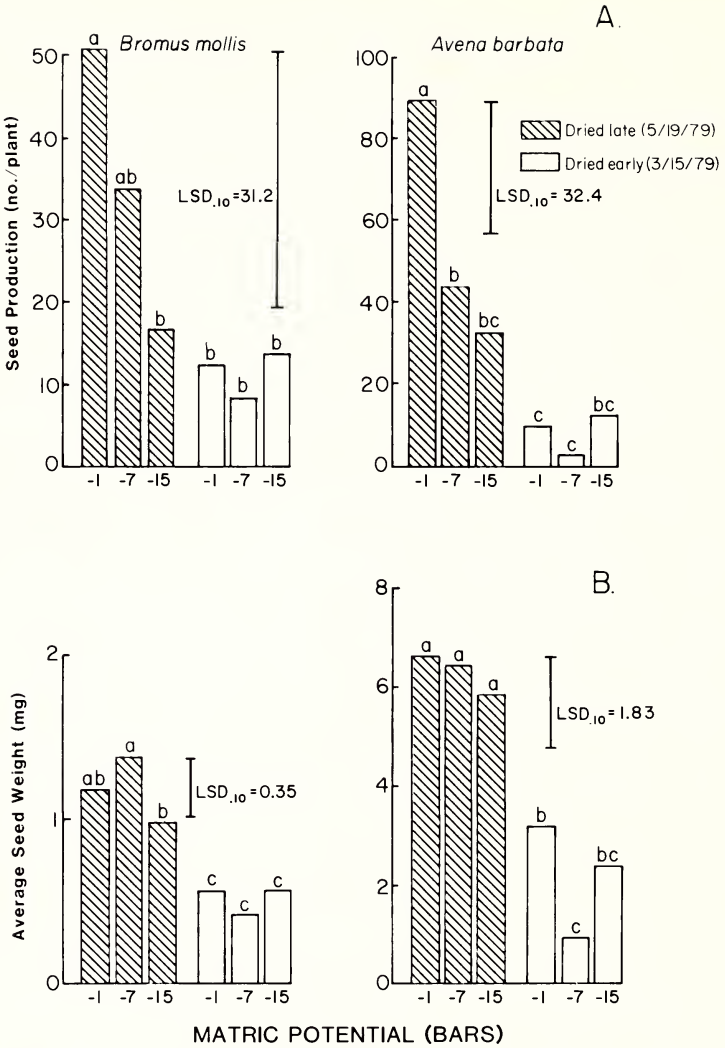 A.
Bromus mollis
Avena barbata
Seed Production (no./plant)
50
40
30
20
10
0
a
ab
b
b
b
b
LSD.10=31.2
-1 -7 -15 -1 -7 -15
100
80
60
40
20
0
a
b
bc
c
c
bc
LSD.10= 32.4
Dried late (5/19/79)
Dried early (3/15/79)
-1 -7 -15 -1 -7 -15
B.
Average Seed Weight (mg)
2
1
0
ab
a
b
c
c
c
LSD.10=0.35
-1 -7 -15 -1 -7 -15
8
6
4
2
0
a
a
a
b
c
bc
LSD.10= 1.83
-1 -7 -15 -1 -7 -15
MATRIC POTENTIAL (BARS)